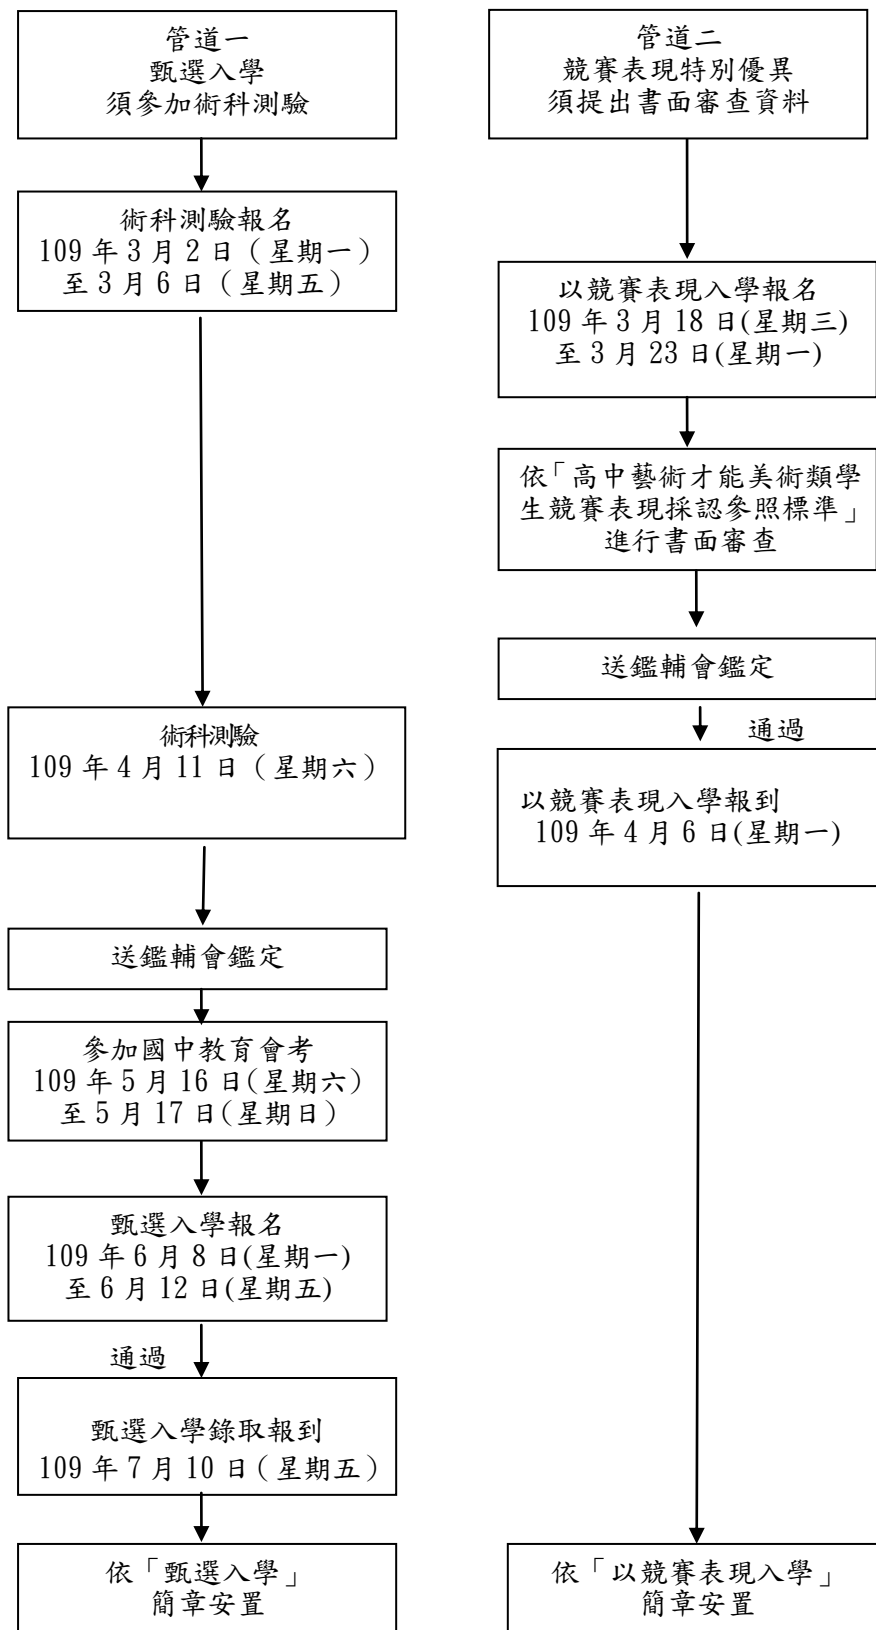 管道一
甄選入學
須參加術科測驗
術科測驗報名
109 年 3 月 2 日（星期一）
至 3 月 6 日（星期五）
術科測驗
109 年 4 月 11 日（星期六）
送鑑輔會鑑定
參加國中教育會考
109 年 5 月 16 日(星期六）
至 5 月 17 日(星期日）
甄選入學報名
109 年 6 月 8 日(星期一)
至 6 月 12 日(星期五)
通過
甄選入學錄取報到
109 年 7 月 10 日（星期五）
依「甄選入學」
簡章安置
管道二
競賽表現特別優異
須提出書面審查資料
以競賽表現入學報名
109 年 3 月 18 日(星期三)
至 3 月 23 日(星期一)
依「高中藝術才能美術類學
生競賽表現採認參照標準」
進行書面審查
送鑑輔會鑑定
通過
以競賽表現入學報到
109 年 4 月 6 日(星期一)
依「以競賽表現入學」
簡章安置